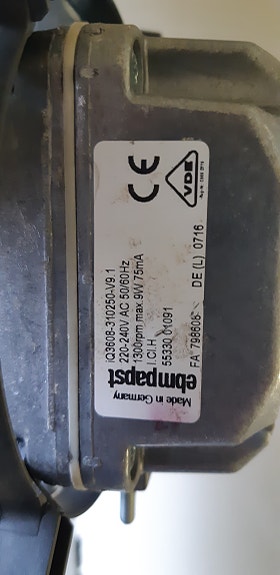 Made in Germany
ebmpapst
iQ3608-310250-V9.1
220-240V AC 50/60Hz
1300rpm max.9W 75mA
I.Cl.H
55330.01091
FA 798608
DE (L) 0716
CE
VDE